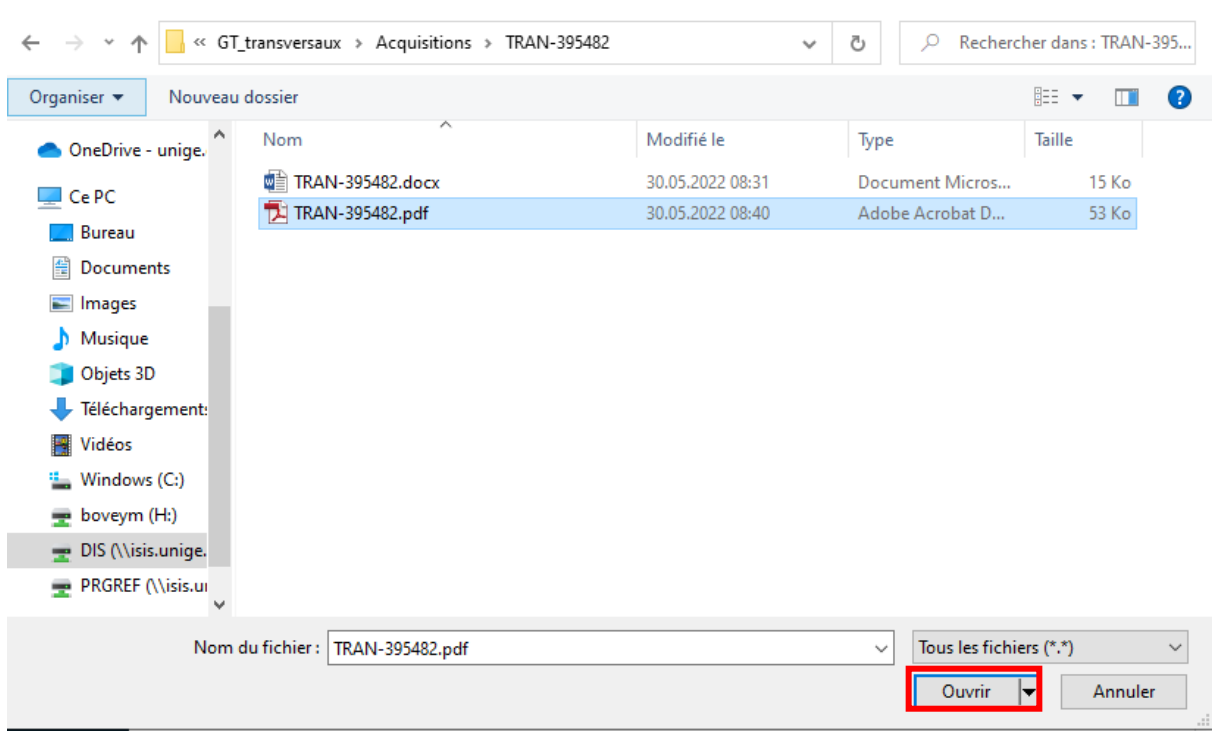 « GT_transversaux > Acquisitions > TRAN-395482
Rechercher dans : TRAN-395...
Organiser Nouveau dossier
Nom Modifié le Type Taille
TRAN-395482.docx 30.05.2022 08:31 Document Micros... 15 Ko
TRAN-395482.pdf 30.05.2022 08:40 Adobe Acrobat D... 53 Ko
OneDrive - unige.
Ce PC
Bureau
Documents
Images
Musique
Objets 3D
Téléchargements
Vidéos
Windows (C:)
boveym (H:)
DIS (\\isis.unige.
PRGREF (\\isis.u
Nom du fichier : TRAN-395482.pdf Tous les fichiers (*.*)
Ouvrir Annuler